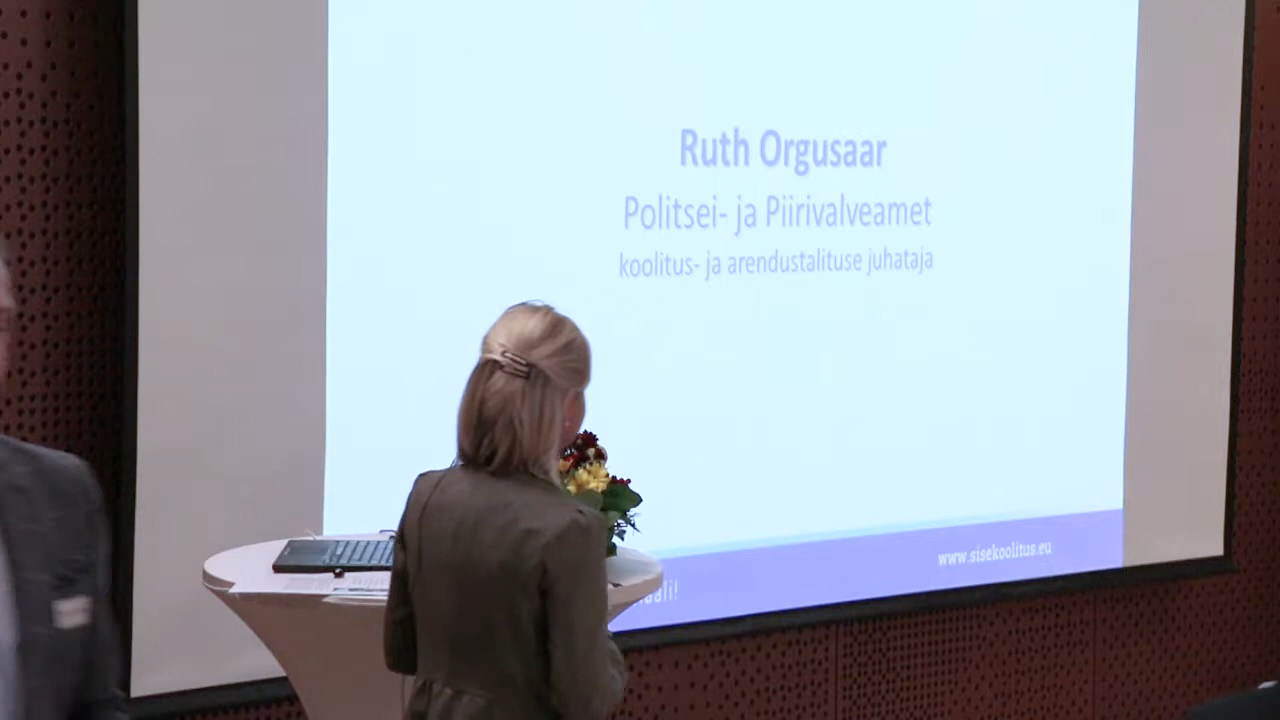 Ruth Orgusaar
Politsei- ja Piirivalveamet
koolitus- ja arendustalituse juhataja
www.sisekoolitus.eu